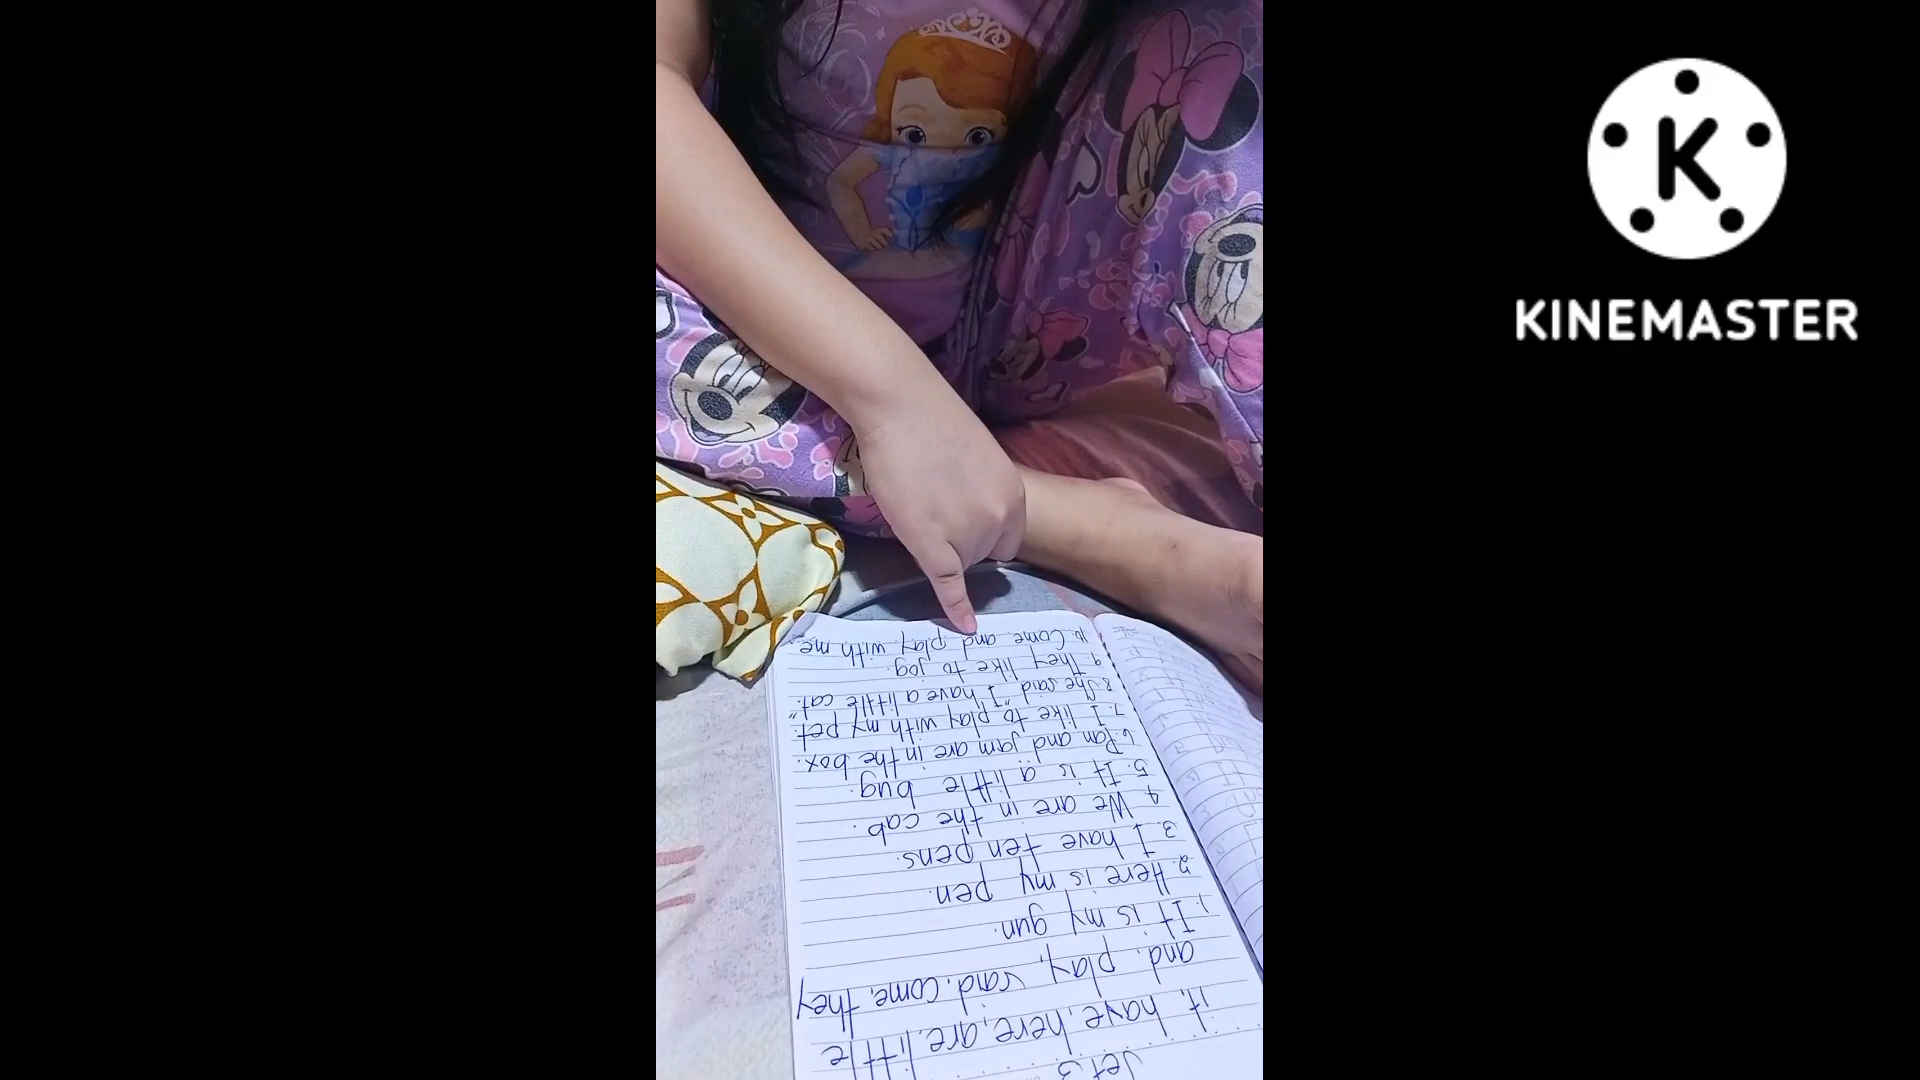 Set 3
it, have, here, are, little
and, play, said, come, they
1. It is my gun.
2. Here is my pen.
3. I have ten pens.
4 We are in the cab.
5. It is a little bug.
6. Pan and jam are in the box.
7. I like to play with my pet.
8. She said "I have a little cat."
9. They like to jog.
10. Come and play with me.
K
KINEMASTER